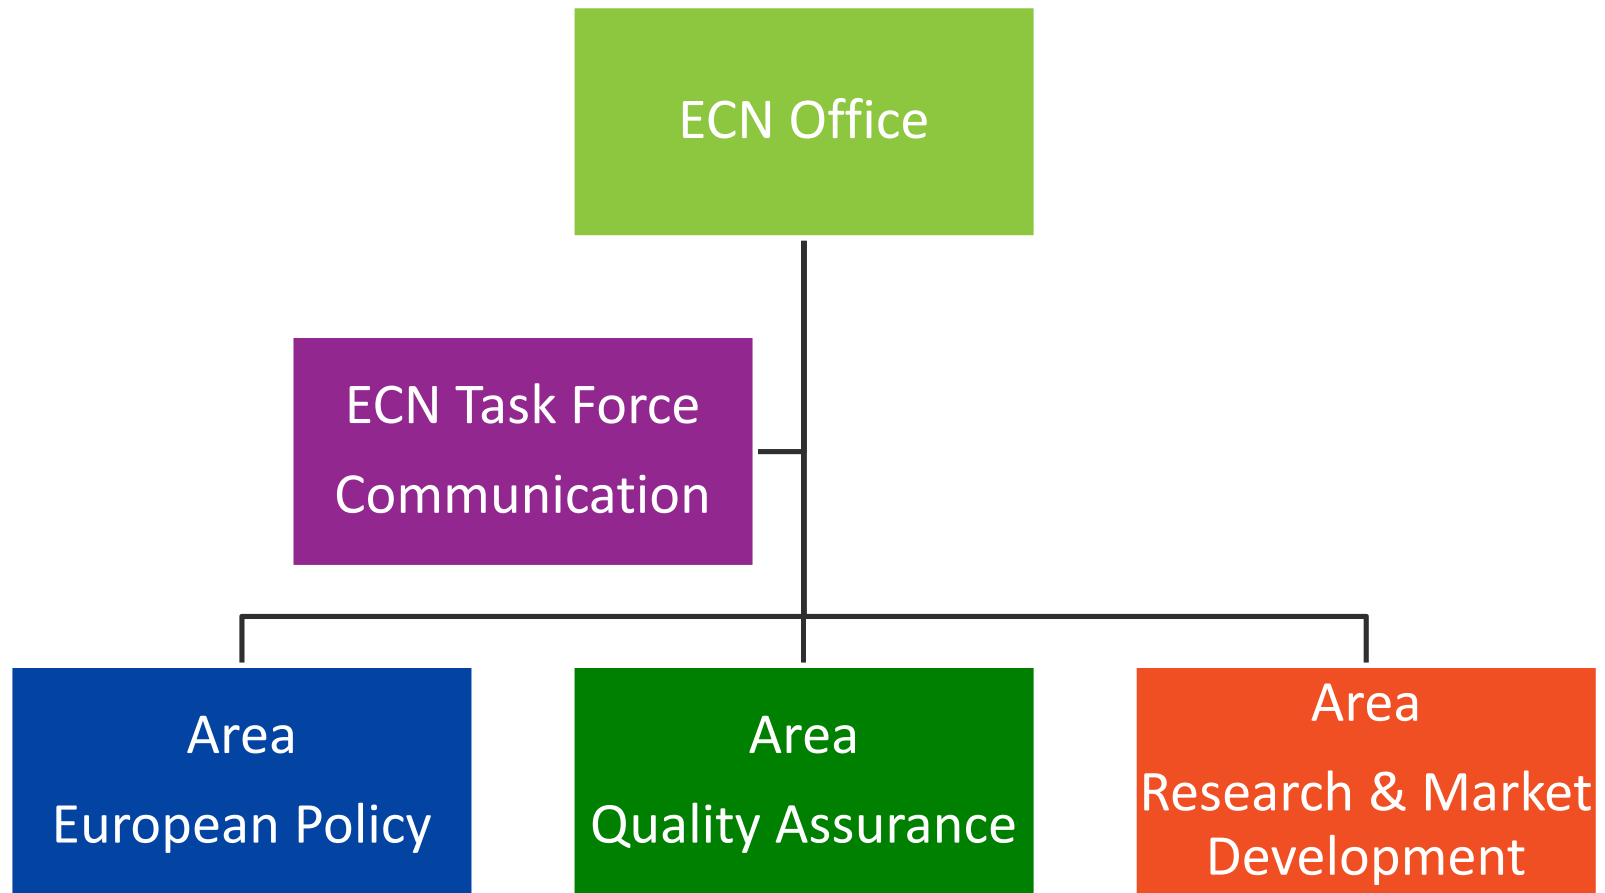 ECN Office
ECN Task Force
Communication
Area
European Policy
Area
Quality Assurance
Area
Research & Market
Development